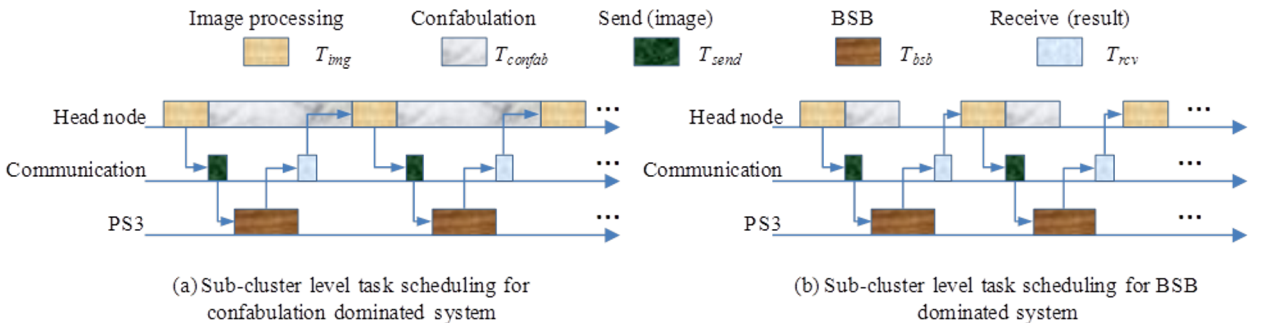 Image processing Confabulation Send (image) BSB Receive (result)
T_img T_confab T_send T_bsb T_rcv
Head node ... Head node ...
Communication ... Communication ...
PS3 ... PS3 ...
(a) Sub-cluster level task scheduling for
confabulation dominated system
(b) Sub-cluster level task scheduling for BSB
dominated system